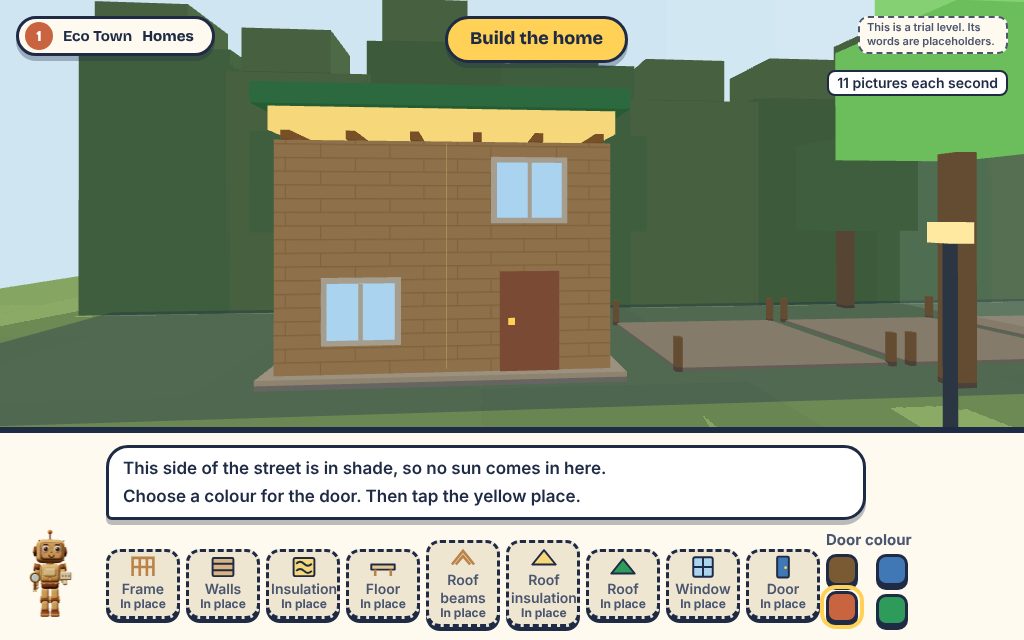 1 Eco Town Homes
Build the home
This is a trial level. Its
words are placeholders.
11 pictures each second
This side of the street is in shade, so no sun comes in here.
Choose a colour for the door. Then tap the yellow place.
Frame
In place
Walls
In place
Insulation
In place
Floor
In place
Roof
beams
In place
Roof
insulation
In place
Roof
In place
Window
In place
Door
In place
Door colour